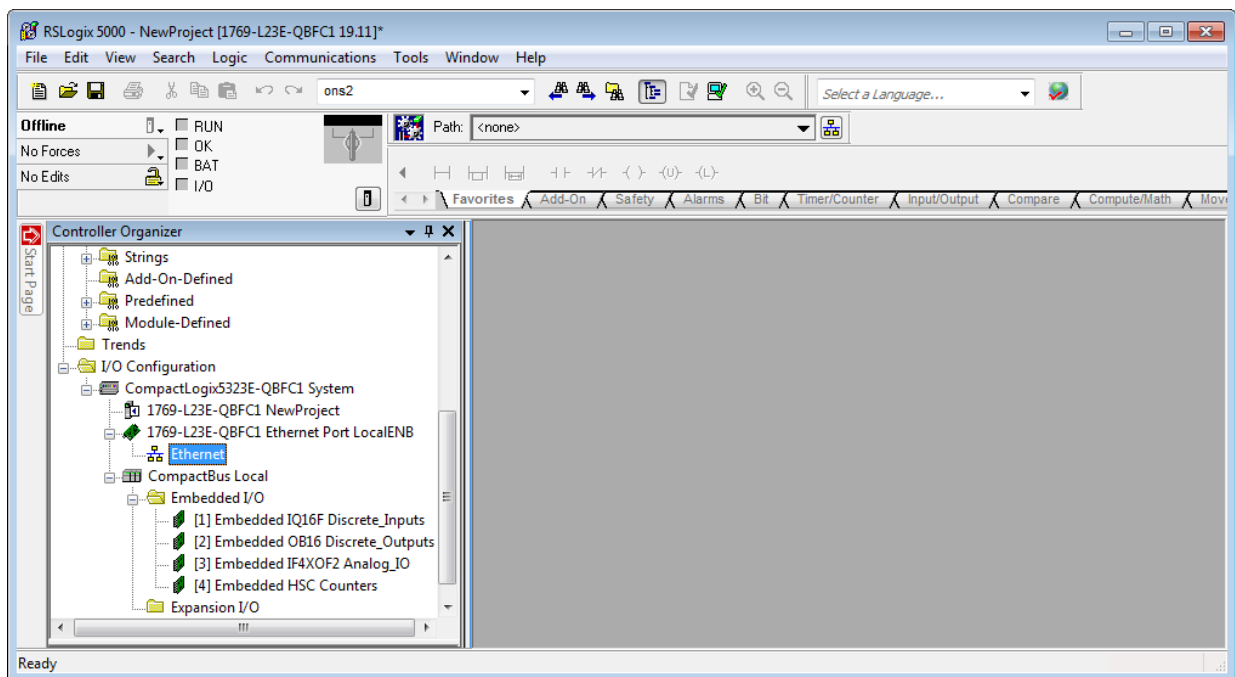 RSLogix 5000 - NewProject [1769-L23E-QBFC1 19.11]*
File Edit View Search Logic Communications Tools Window Help
ons2
Select a Language...
Offline
RUN
Path: <none>
No Forces
OK
No Edits
BAT
I/O
(U) (L)
Favorites Add-On Safety Alarms Bit Timer/Counter Input/Output Compare Compute/Math Mov
Start Page
Controller Organizer
Strings
Add-On-Defined
Predefined
Module-Defined
Trends
I/O Configuration
CompactLogix5323E-QBFC1 System
1769-L23E-QBFC1 NewProject
1769-L23E-QBFC1 Ethernet Port LocalENB
Ethernet
CompactBus Local
Embedded I/O
[1] Embedded IQ16F Discrete_Inputs
[2] Embedded OB16 Discrete_Outputs
[3] Embedded IF4XOF2 Analog_IO
[4] Embedded HSC Counters
Expansion I/O
Ready